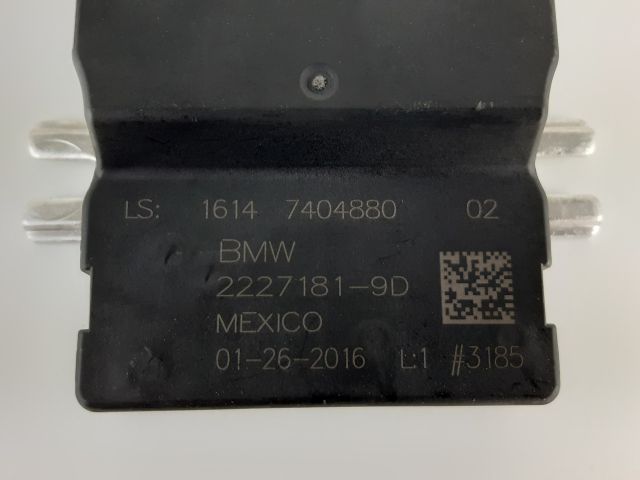 LS: 1614 7404880 02
BMW
2227181-9D
MEXICO
01-26-2016 L:1 #3185